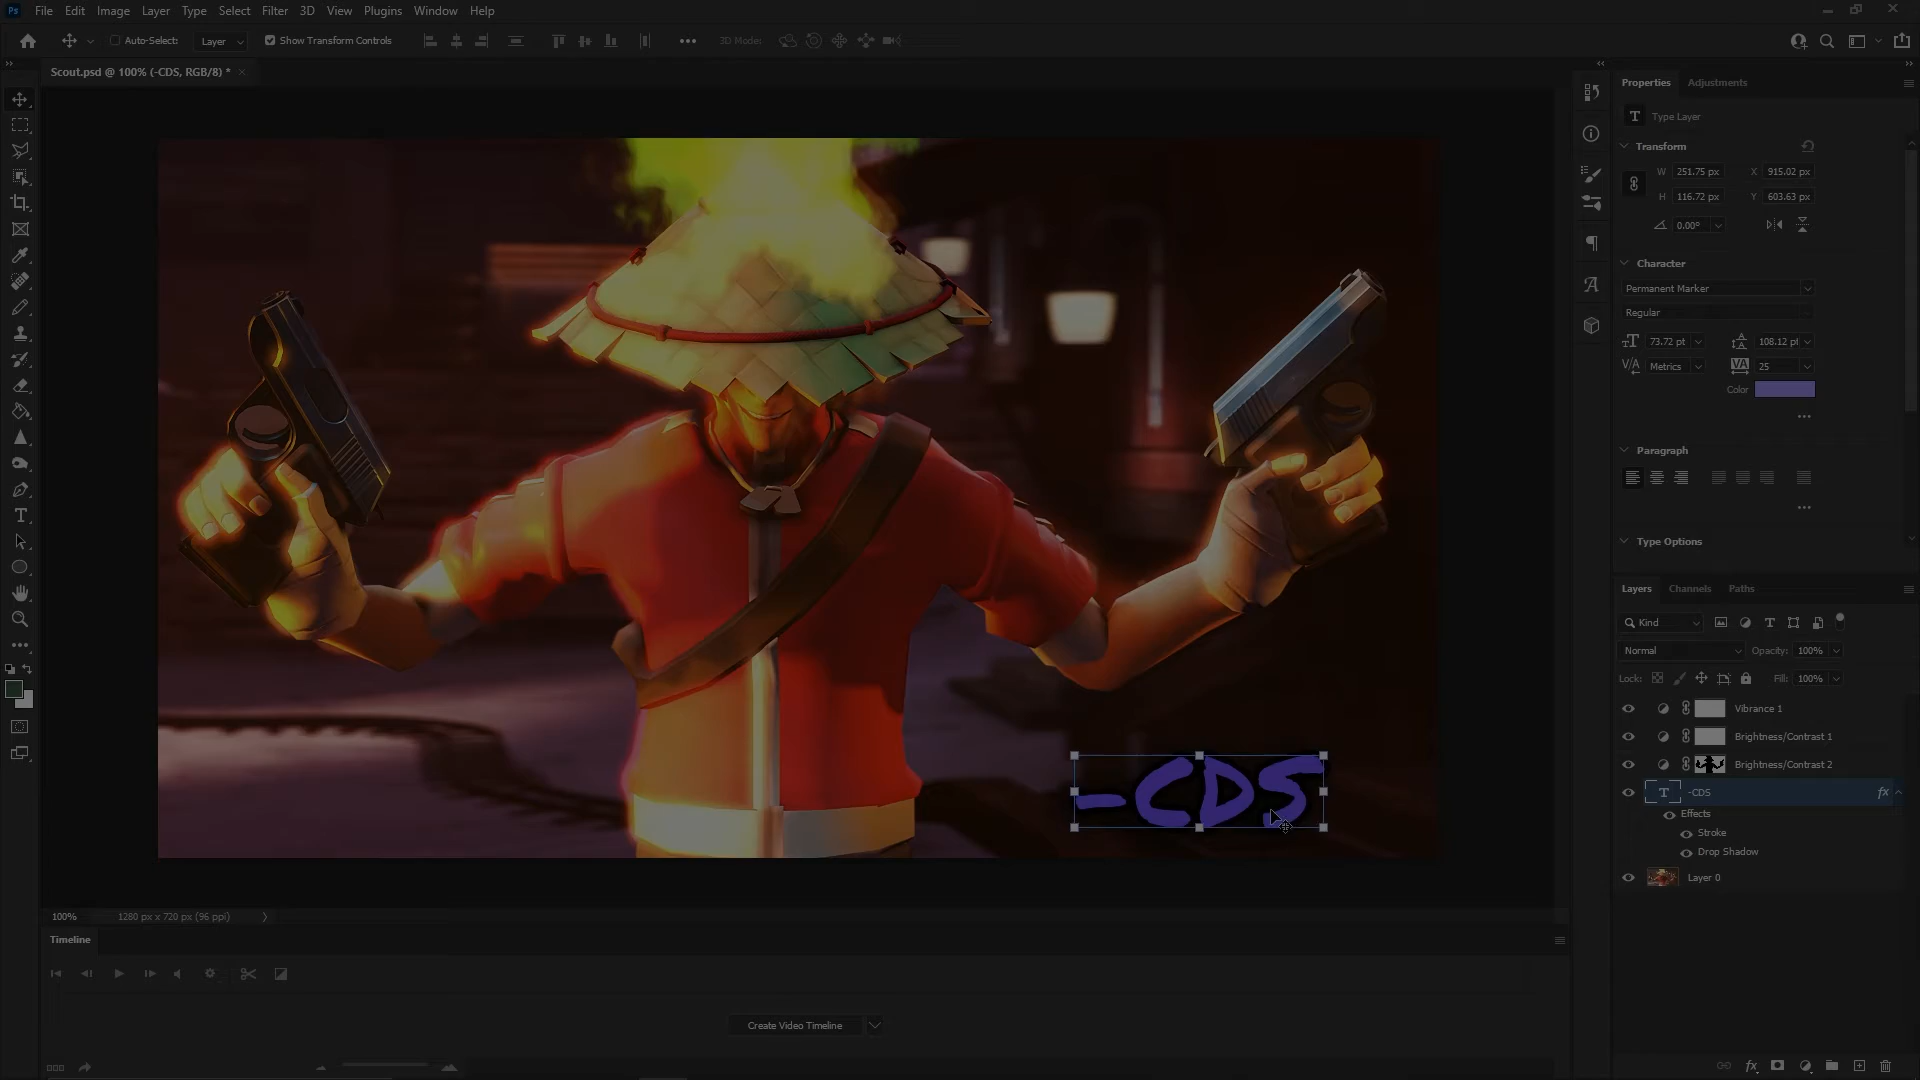 Ps File Edit Image Layer Type Select Filter 3D View Plugins Window Help
Auto-Select: Layer Show Transform Controls 3D Mode:
Scout.psd @ 100% (-CDS, RGB/8) *
Properties Adjustments
T Type Layer
Transform
W 251.75 px X 915.02 px
H 116.72 px Y 603.63 px
0.00°
Character
Permanent Marker
Regular
73.72 pt 108.12 pt
Metrics 25
Color
Paragraph
Type Options
Layers Channels Paths
Kind
Normal Opacity: 100%
Lock: Fill: 100%
Vibrance 1
Brightness/Contrast 1
Brightness/Contrast 2
T -CDS fx
Effects
Stroke
Drop Shadow
Layer 0
-CDS
100% 1280 px x 720 px (96 ppi)
Timeline
Create Video Timeline